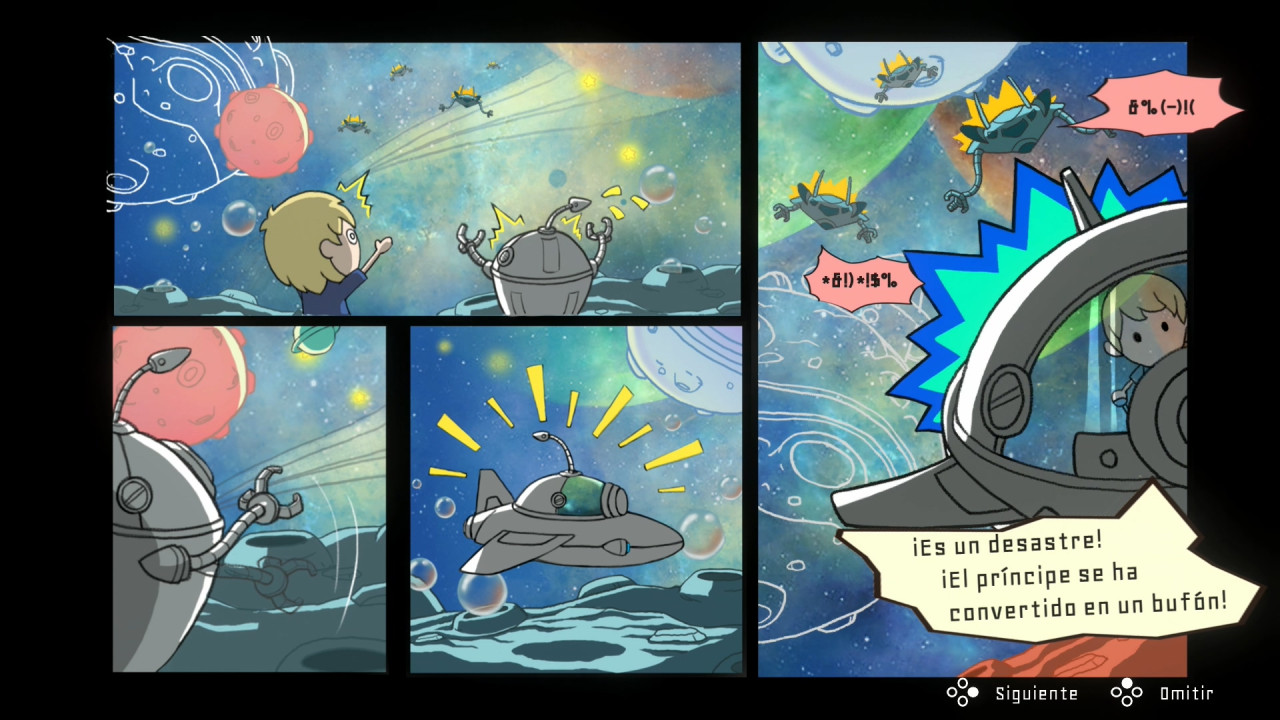 *&!)*!$%
¡Es un desastre!
¡El príncipe se ha
convertido en un bufón!
Siguiente
Omitir